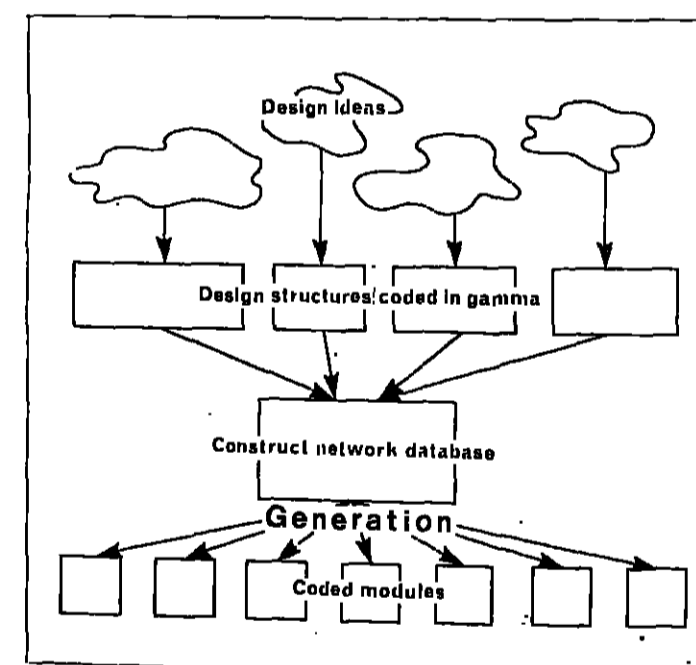 Design Ideas
Design structures coded in gamma
Construct network database
Generation
Coded modules